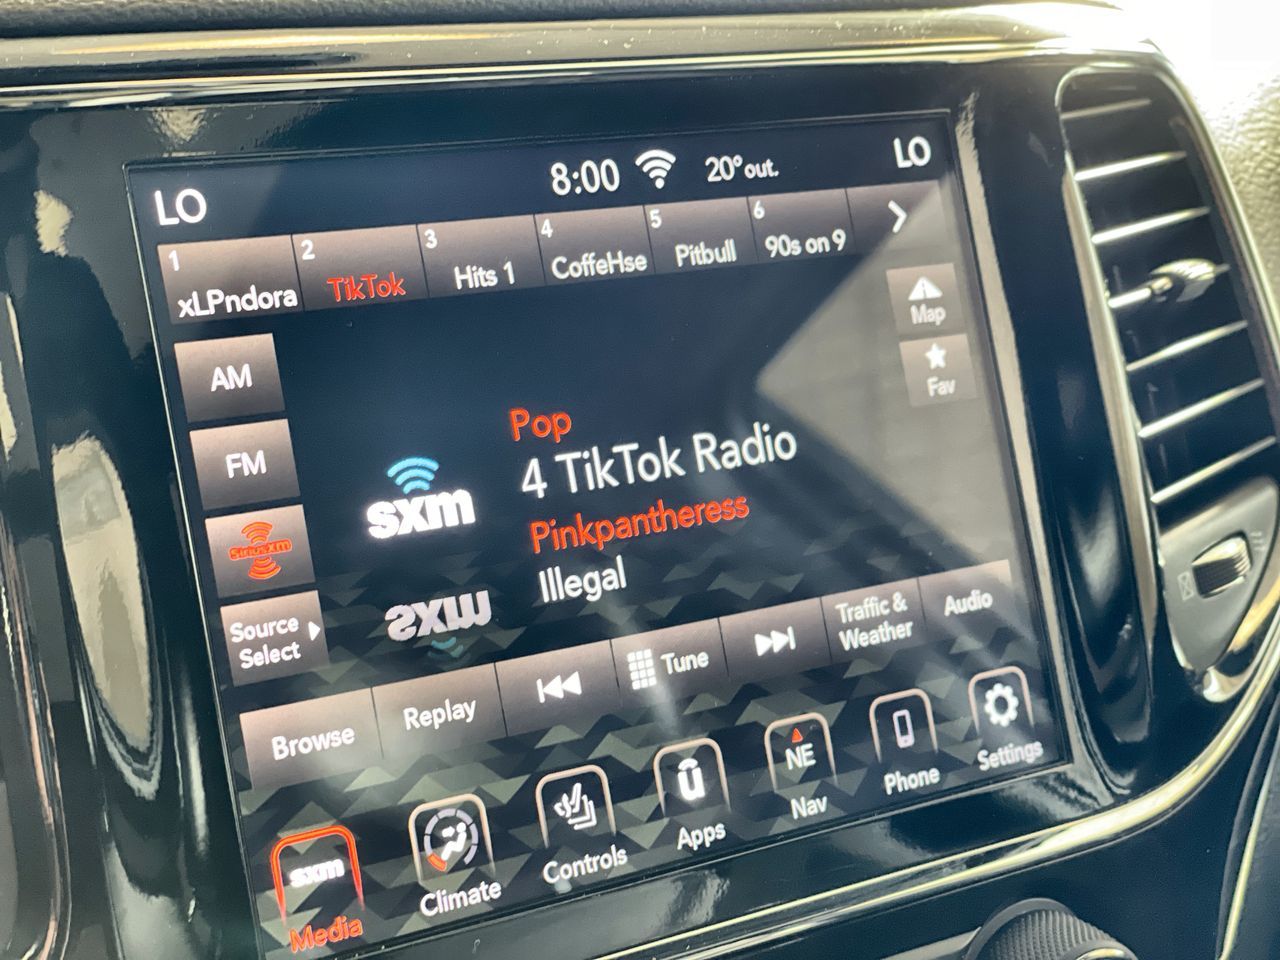 LO
8:00
20° out.
LO
1
xLPndora
2
TikTok
3
Hits 1
4
CoffeHse
5
Pitbull
6
90s on 9
Map
Fav
AM
FM
SiriusXM
Source
Select
sxm
sxm
Pop
4 TikTok Radio
Pinkpantheress
Illegal
Browse
Replay
Tune
Traffic &
Weather
Audio
sxm
Media
Climate
Controls
Apps
NE
Nav
Phone
Settings